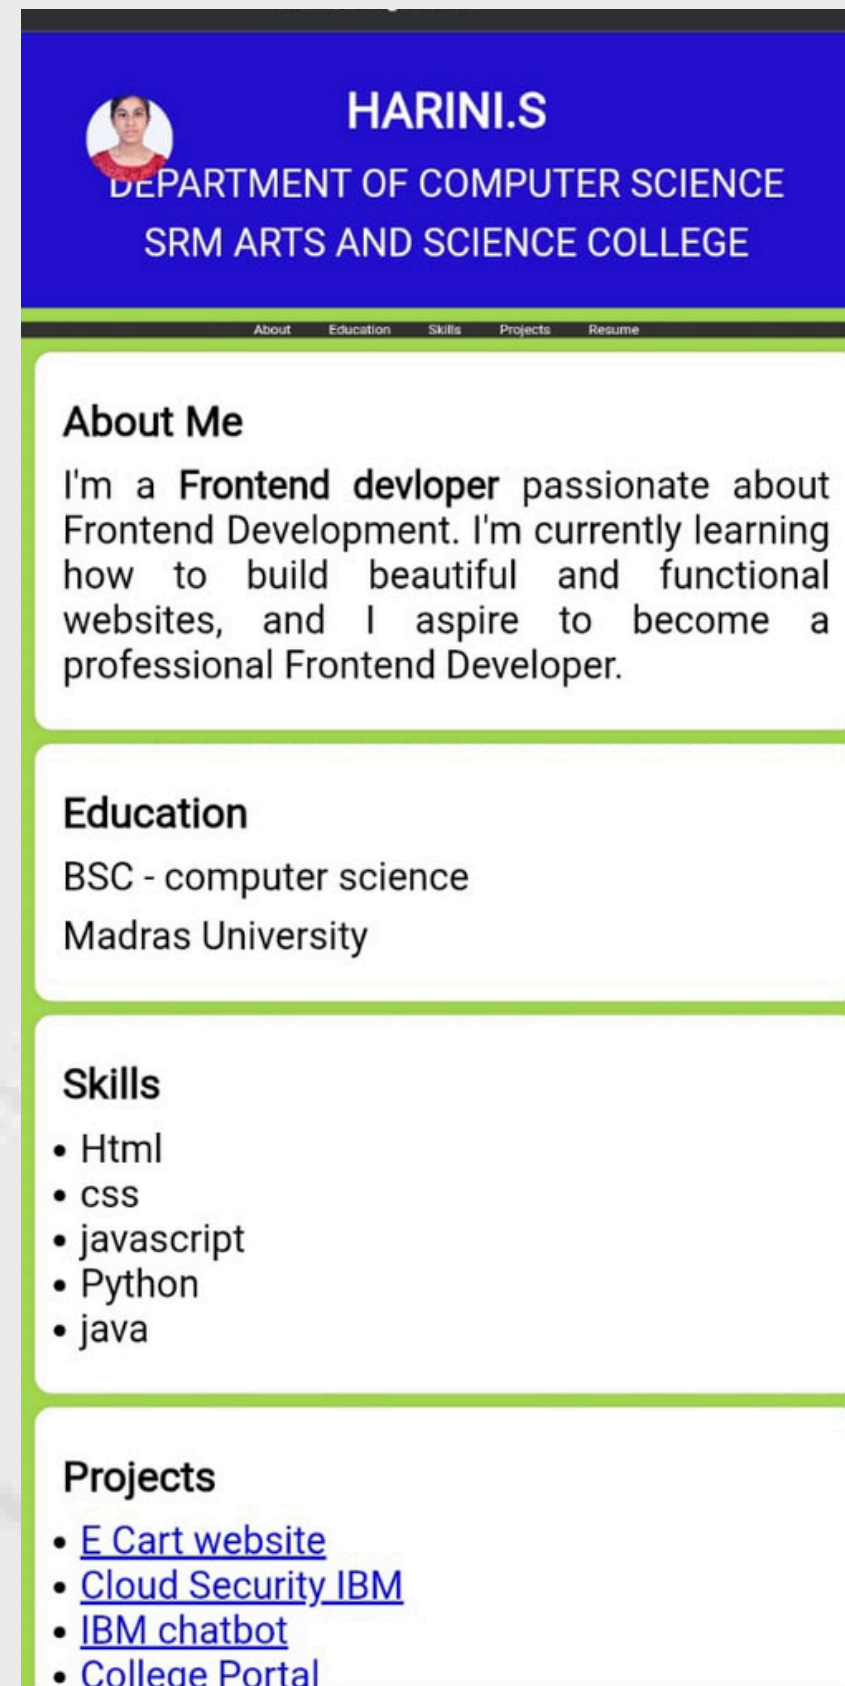 HARINI.S
DEPARTMENT OF COMPUTER SCIENCE
SRM ARTS AND SCIENCE COLLEGE
About Education Skills Projects Resume
About Me
I'm a Frontend devloper passionate about
Frontend Development. I'm currently learning
how to build beautiful and functional
websites, and I aspire to become a
professional Frontend Developer.
Education
BSC - computer science
Madras University
Skills
• Html
• css
• javascript
• Python
• java
Projects
• E Cart website
• Cloud Security IBM
• IBM chatbot
• College Portal